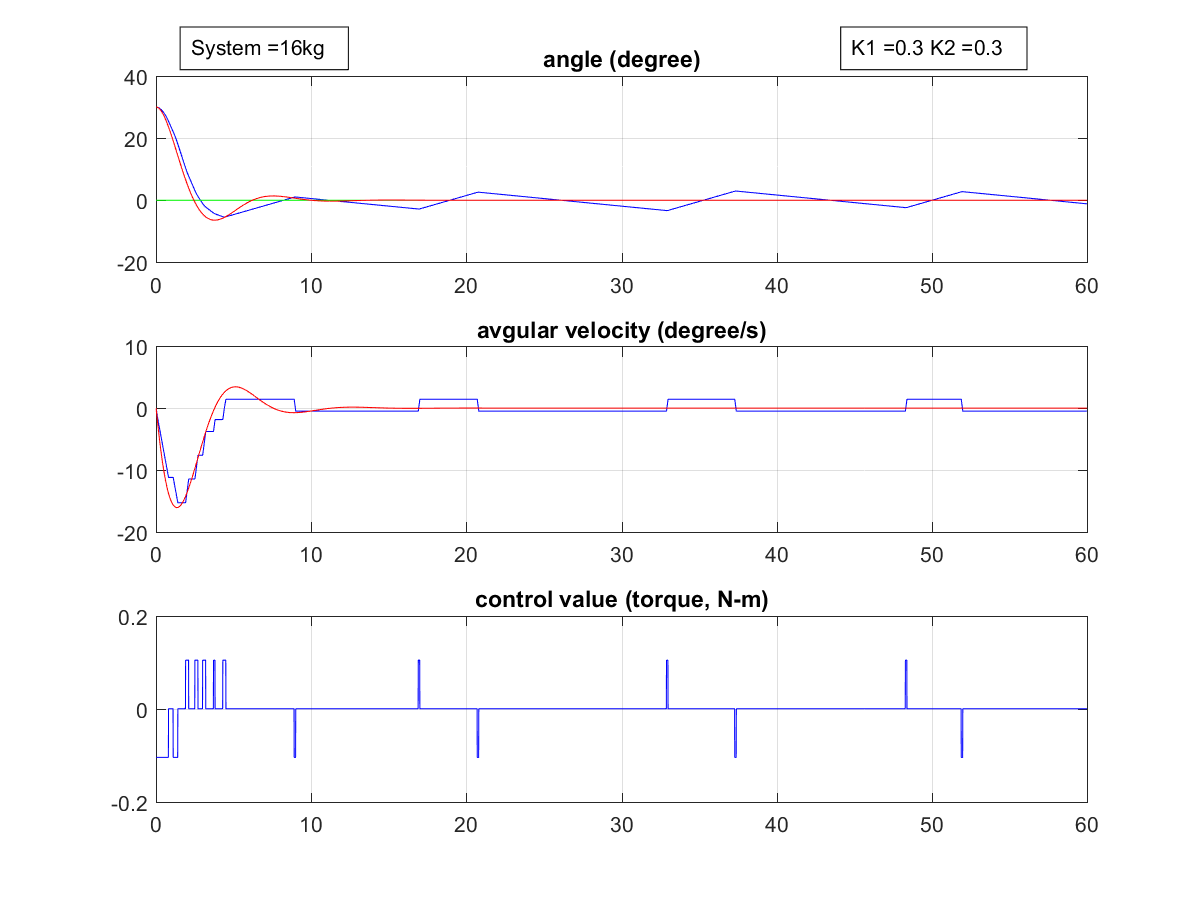 System =16kg
K1 =0.3 K2 =0.3
angle (degree)
40
20
0
-20
0 10 20 30 40 50 60
avgular velocity (degree/s)
10
0
-10
-20
0 10 20 30 40 50 60
control value (torque, N-m)
0.2
0
-0.2
0 10 20 30 40 50 60